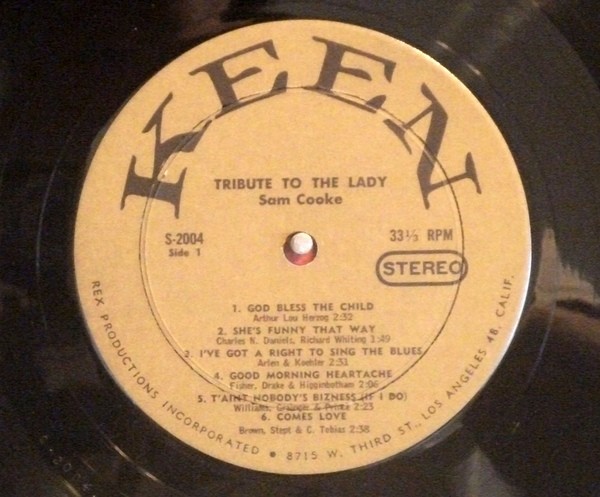 KEEN
TRIBUTE TO THE LADY
Sam Cooke
S-2004
Side 1
33⅓ RPM
STEREO
1. GOD BLESS THE CHILD
Arthur Lou Herzog 2:32
2. SHE'S FUNNY THAT WAY
Charles N. Daniels, Richard Whiting 1:49
3. I'VE GOT A RIGHT TO SING THE BLUES
Arlen & Koehler 2:31
4. GOOD MORNING HEARTACHE
Fisher, Drake & Higginbotham 2:06
5. T'AINT NOBODY'S BIZNESS (IF I DO)
Williams, Grainger & Prince 2:23
6. COMES LOVE
Brown, Stept & C. Tobias 2:38
REX PRODUCTIONS INCORPORATED • 8715 W. THIRD ST., LOS ANGELES 48, CALIF.